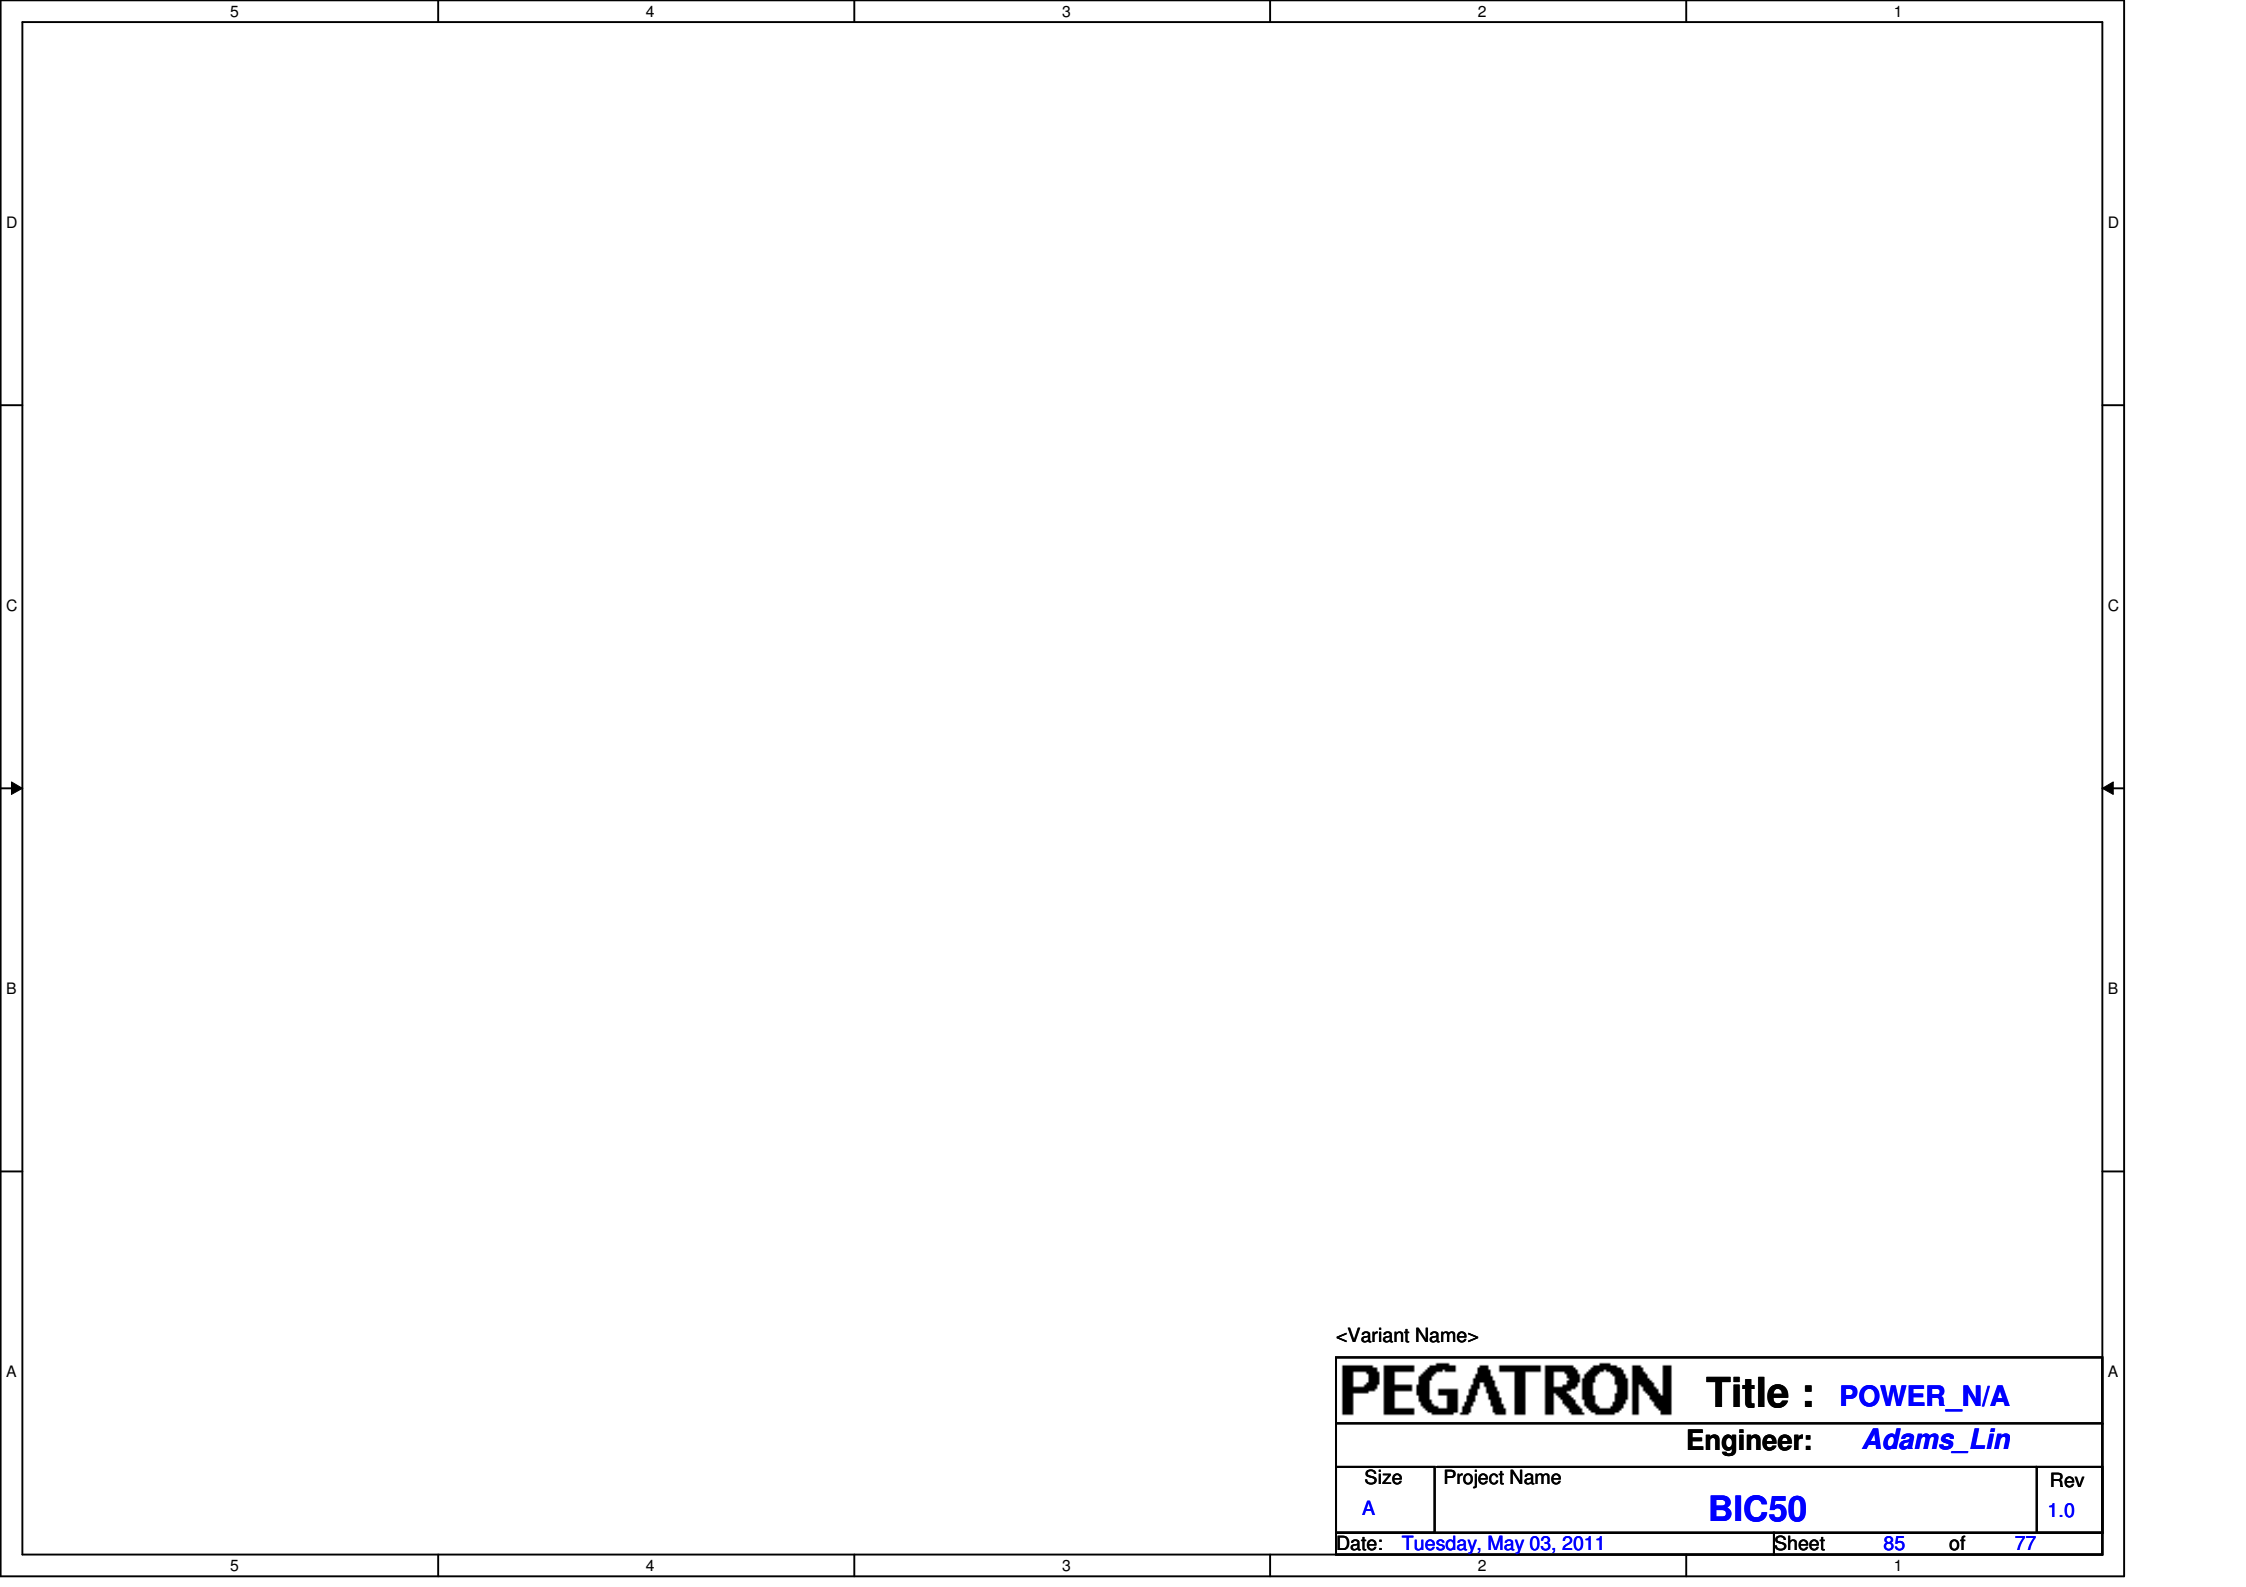 5 4 3 2 1
D D
C C
B B
<Variant Name>
A A
PEGATRON Title : POWER_N/A
Engineer: Adams_Lin
Size Project Name Rev
A BIC50 1.0
Date: Tuesday, May 03, 2011 Sheet 85 of 77
5 4 3 2 1